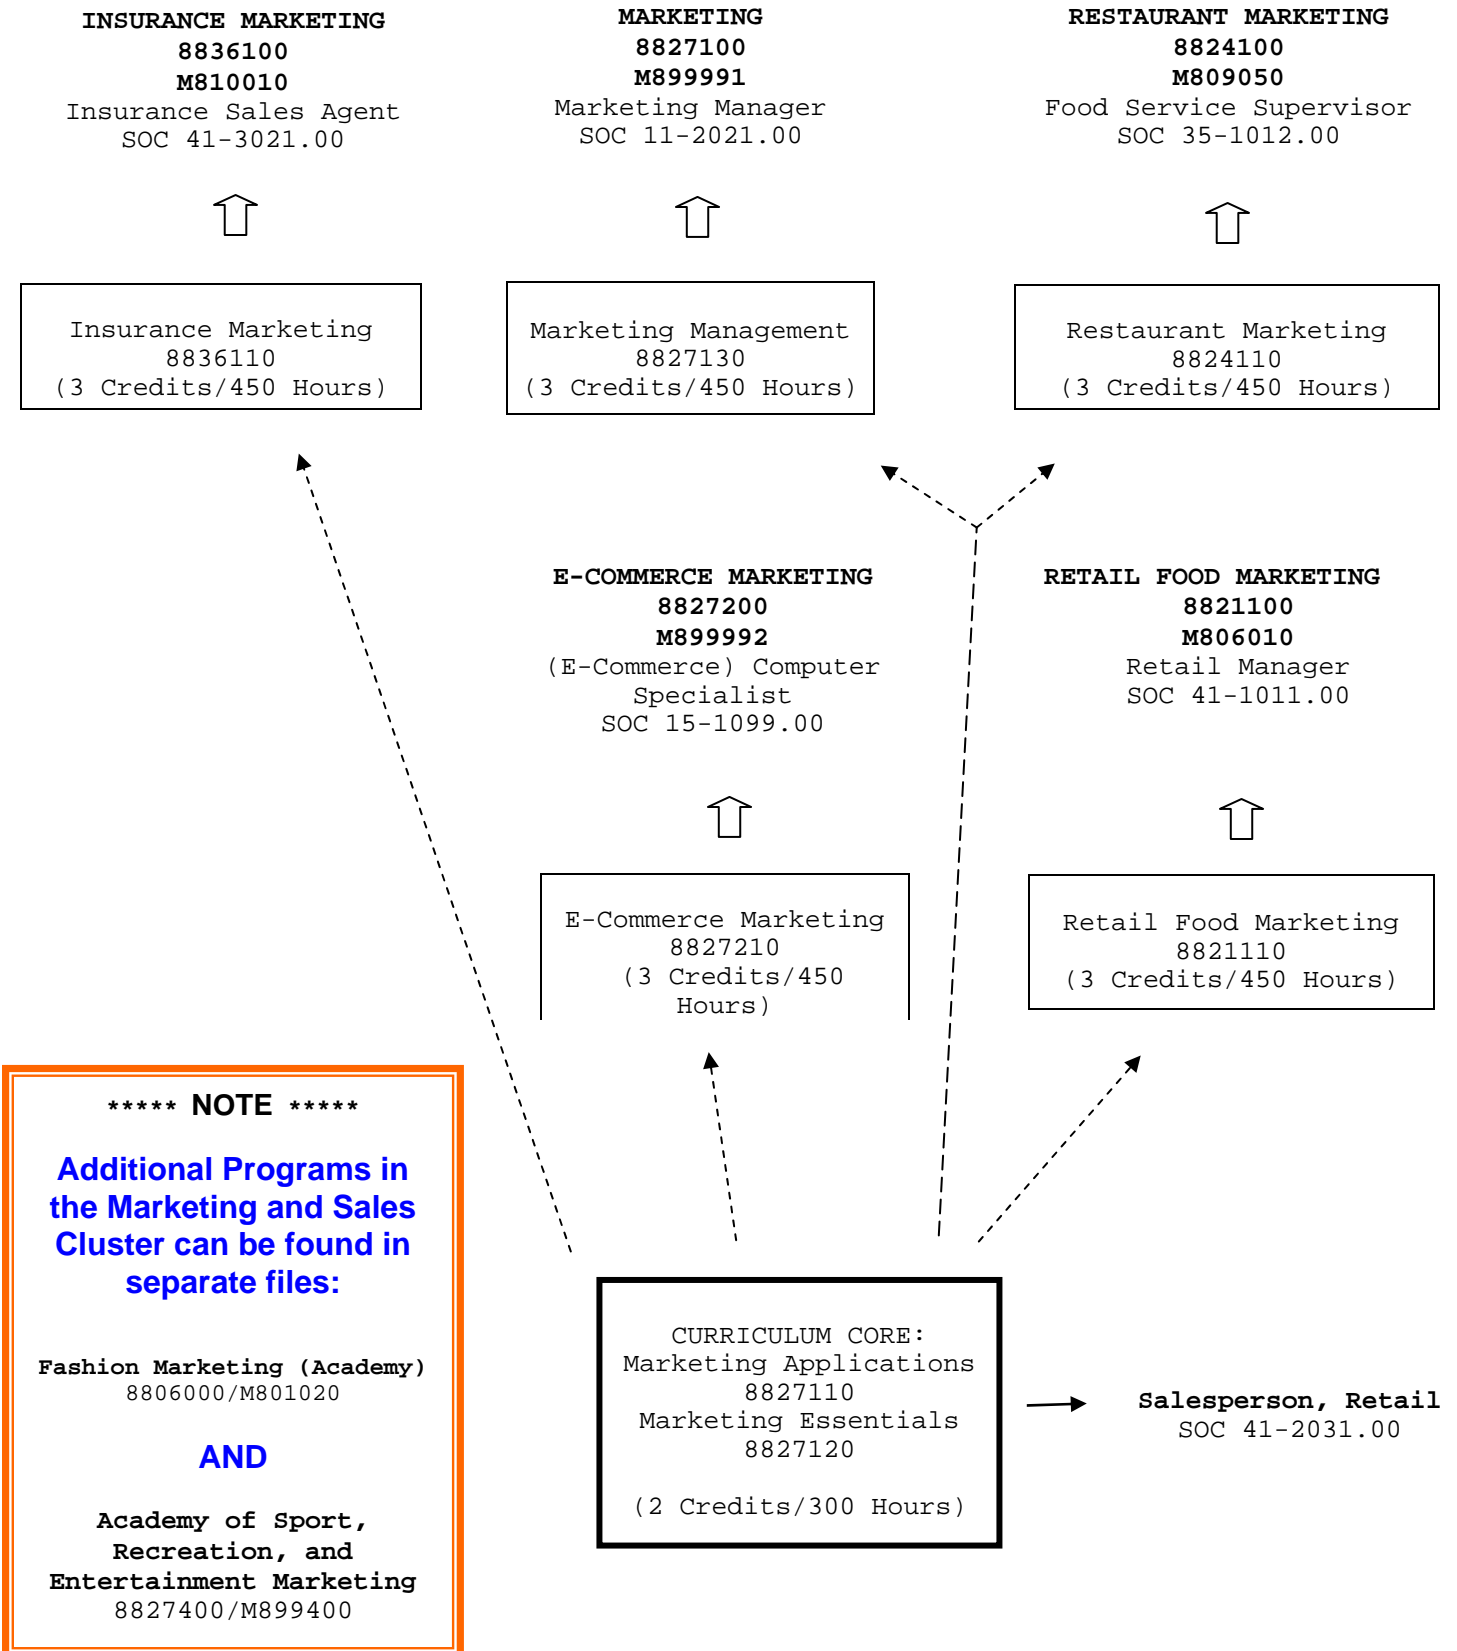 INSURANCE MARKETING
8836100
M810010
Insurance Sales Agent
SOC 41-3021.00
MARKETING
8827100
M899991
Marketing Manager
SOC 11-2021.00
RESTAURANT MARKETING
8824100
M809050
Food Service Supervisor
SOC 35-1012.00
Insurance Marketing
8836110
(3 Credits/450 Hours)
Marketing Management
8827130
(3 Credits/450 Hours)
Restaurant Marketing
8824110
(3 Credits/450 Hours)
E-COMMERCE MARKETING
8827200
M899992
(E-Commerce) Computer
Specialist
SOC 15-1099.00
RETAIL FOOD MARKETING
8821100
M806010
Retail Manager
SOC 41-1011.00
E-Commerce Marketing
8827210
(3 Credits/450
Hours)
Retail Food Marketing
8821110
(3 Credits/450 Hours)
***** NOTE *****
Additional Programs in
the Marketing and Sales
Cluster can be found in
separate files:
Fashion Marketing (Academy)
8806000/M801020
AND
Academy of Sport,
Recreation, and
Entertainment Marketing
8827400/M899400
CURRICULUM CORE:
Marketing Applications
8827110
Marketing Essentials
8827120
(2 Credits/300 Hours)
Salesperson, Retail
SOC 41-2031.00